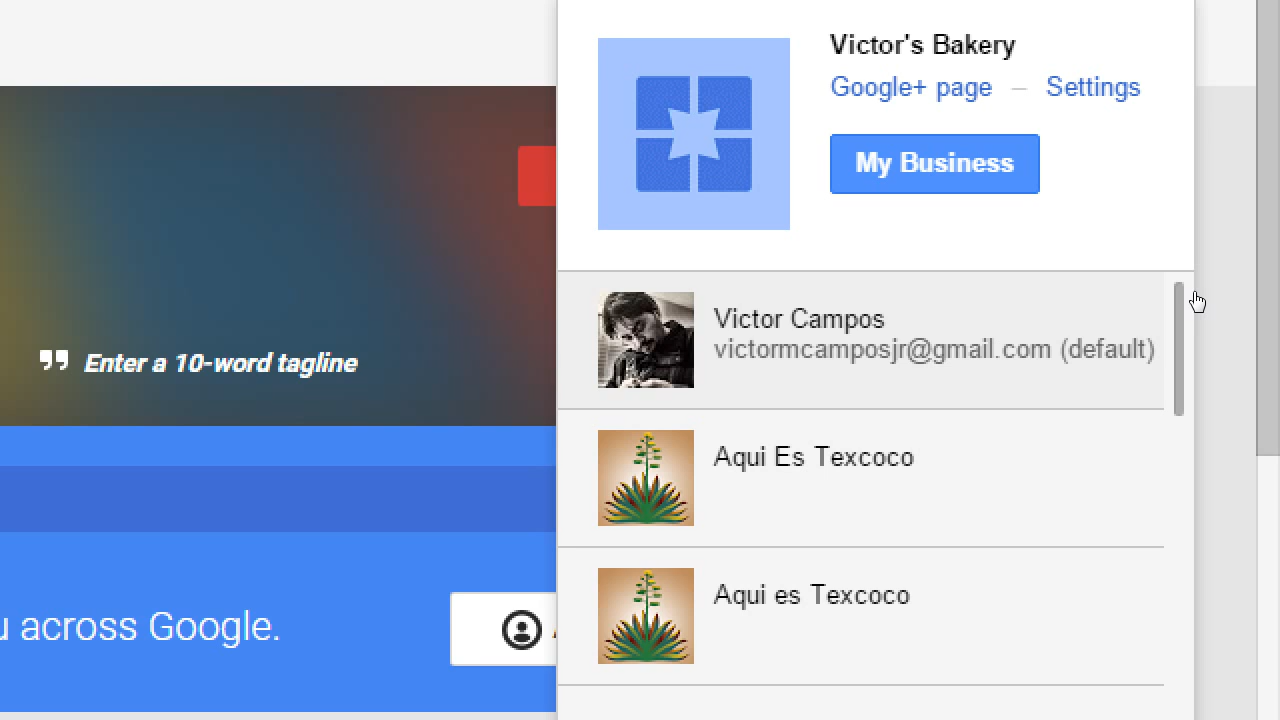 Victor's Bakery
Google+ page – Settings
My Business
Victor Campos
victormcamposjr@gmail.com (default)
Aqui Es Texcoco
Aqui es Texcoco
Enter a 10-word tagline
across Google.